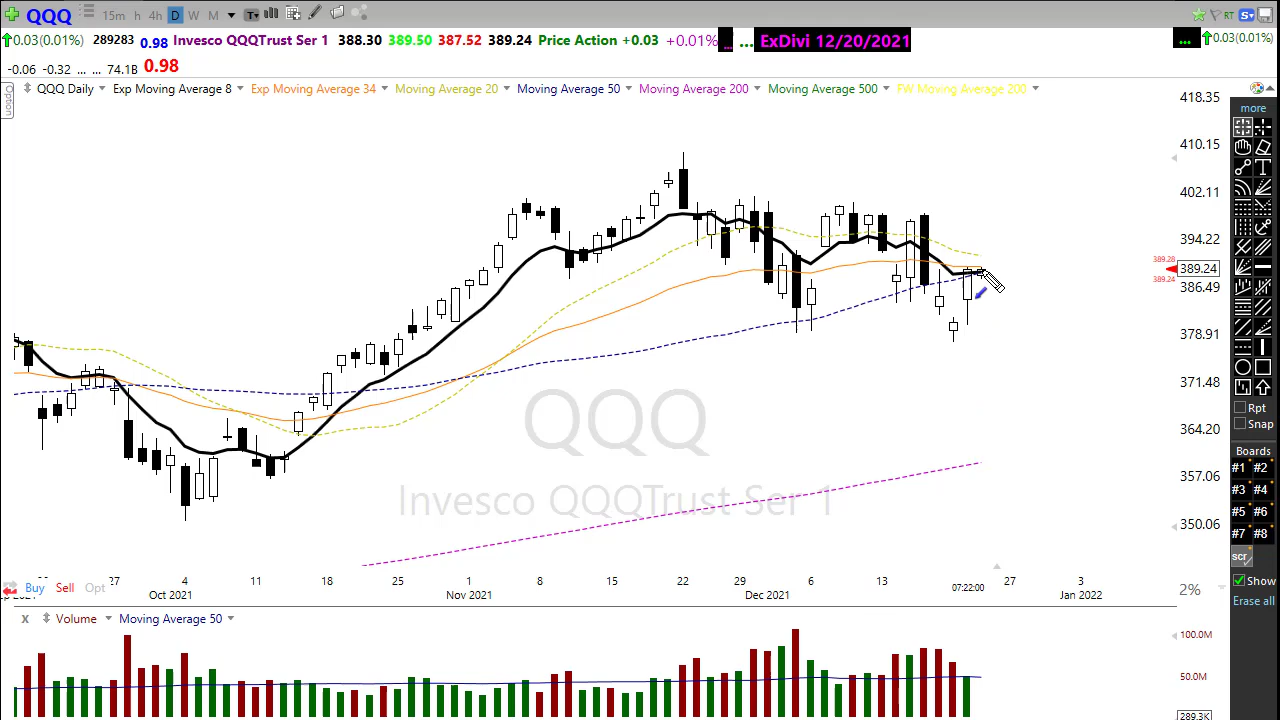 QQQ 15m h 4h D W M T RT S
0.03(0.01%) 289283 0.98 Invesco QQQTrust Ser 1 388.30 389.50 387.52 389.24 Price Action +0.03 +0.01% ... ... ExDivi 12/20/2021 ... 0.03(0.01%)
-0.06 -0.32 ... ... 74.1B 0.98
Option
QQQ Daily Exp Moving Average 8 Exp Moving Average 34 Moving Average 20 Moving Average 50 Moving Average 200 Moving Average 500 FW Moving Average 200
418.35
410.15
402.11
394.22
389.28
389.24
389.24
386.49
378.91
371.48
364.20
357.06
350.06
QQQ
Invesco QQQTrust Ser 1
27 4 11 18 25 1 8 15 22 29 6 13 07:22:00 27 3
Oct 2021 Nov 2021 Dec 2021 Jan 2022
Buy Sell Opt
2%
x Volume Moving Average 50
100.0M
50.0M
289.3K
more
Rpt
Snap
Boards
#1 #2
#3 #4
#5 #6
#7 #8
scr
Show
Erase all